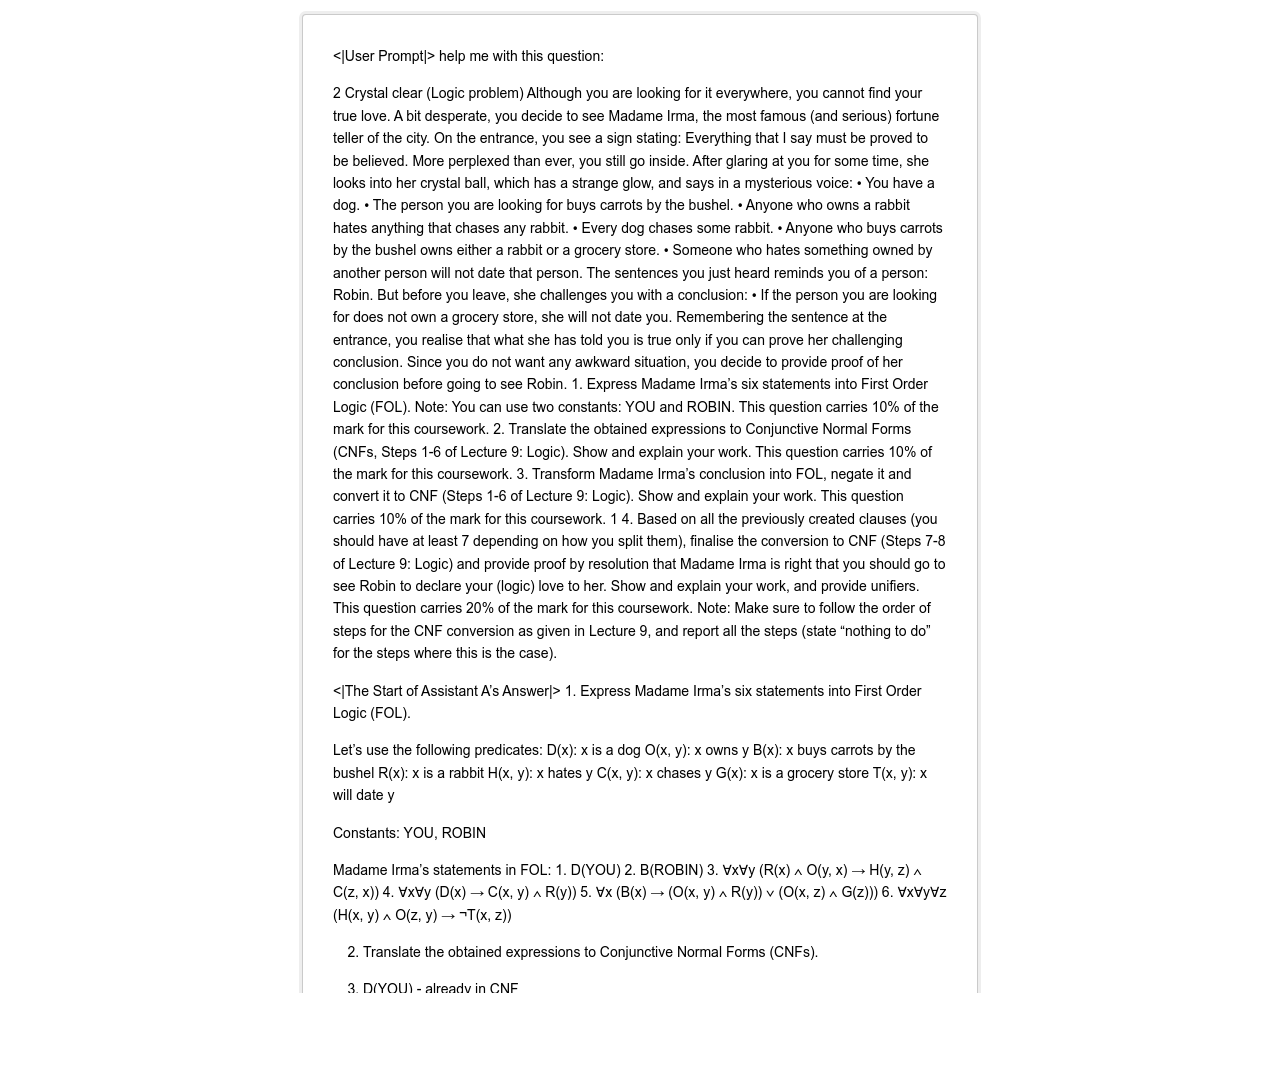 <|User Prompt|> help me with this question:
2 Crystal clear (Logic problem) Although you are looking for it everywhere, you cannot find your
true love. A bit desperate, you decide to see Madame Irma, the most famous (and serious) fortune
teller of the city. On the entrance, you see a sign stating: Everything that I say must be proved to
be believed. More perplexed than ever, you still go inside. After glaring at you for some time, she
looks into her crystal ball, which has a strange glow, and says in a mysterious voice: • You have a
dog. • The person you are looking for buys carrots by the bushel. • Anyone who owns a rabbit
hates anything that chases any rabbit. • Every dog chases some rabbit. • Anyone who buys carrots
by the bushel owns either a rabbit or a grocery store. • Someone who hates something owned by
another person will not date that person. The sentences you just heard reminds you of a person:
Robin. But before you leave, she challenges you with a conclusion: • If the person you are looking
for does not own a grocery store, she will not date you. Remembering the sentence at the
entrance, you realise that what she has told you is true only if you can prove her challenging
conclusion. Since you do not want any awkward situation, you decide to provide proof of her
conclusion before going to see Robin. 1. Express Madame Irma’s six statements into First Order
Logic (FOL). Note: You can use two constants: YOU and ROBIN. This question carries 10% of the
mark for this coursework. 2. Translate the obtained expressions to Conjunctive Normal Forms
(CNFs, Steps 1-6 of Lecture 9: Logic). Show and explain your work. This question carries 10% of
the mark for this coursework. 3. Transform Madame Irma’s conclusion into FOL, negate it and
convert it to CNF (Steps 1-6 of Lecture 9: Logic). Show and explain your work. This question
carries 10% of the mark for this coursework. 1 4. Based on all the previously created clauses (you
should have at least 7 depending on how you split them), finalise the conversion to CNF (Steps 7-8
of Lecture 9: Logic) and provide proof by resolution that Madame Irma is right that you should go to
see Robin to declare your (logic) love to her. Show and explain your work, and provide unifiers.
This question carries 20% of the mark for this coursework. Note: Make sure to follow the order of
steps for the CNF conversion as given in Lecture 9, and report all the steps (state “nothing to do”
for the steps where this is the case).
<|The Start of Assistant A’s Answer|> 1. Express Madame Irma’s six statements into First Order
Logic (FOL).
Let’s use the following predicates: D(x): x is a dog O(x, y): x owns y B(x): x buys carrots by the
bushel R(x): x is a rabbit H(x, y): x hates y C(x, y): x chases y G(x): x is a grocery store T(x, y): x
will date y
Constants: YOU, ROBIN
Madame Irma’s statements in FOL: 1. D(YOU) 2. B(ROBIN) 3. ∀x∀y (R(x) ∧ O(y, x) → H(y, z) ∧
C(z, x)) 4. ∀x∀y (D(x) → C(x, y) ∧ R(y)) 5. ∀x (B(x) → (O(x, y) ∧ R(y)) ∨ (O(x, z) ∧ G(z))) 6. ∀x∀y∀z
(H(x, y) ∧ O(z, y) → ¬T(x, z))
2. Translate the obtained expressions to Conjunctive Normal Forms (CNFs).
3. D(YOU) - already in CNF